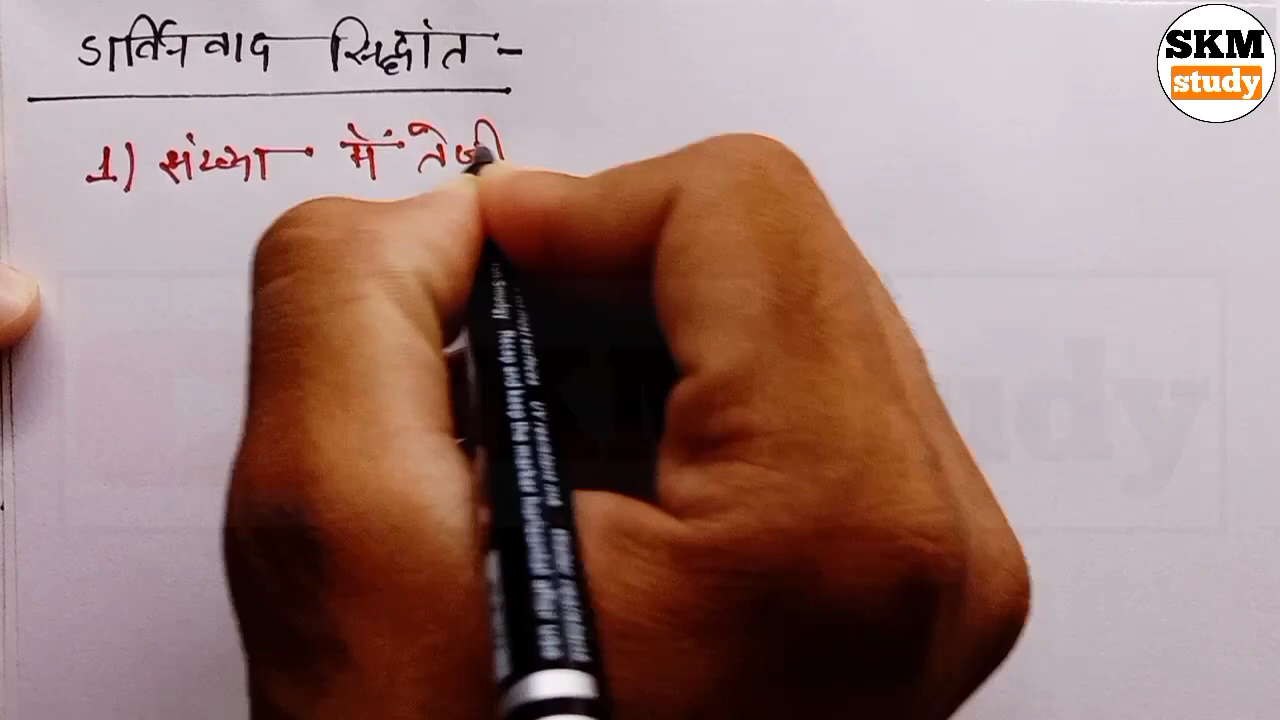 डार्विनवाद सिद्धांत -
1) संख्या में तेजी
SKM
study